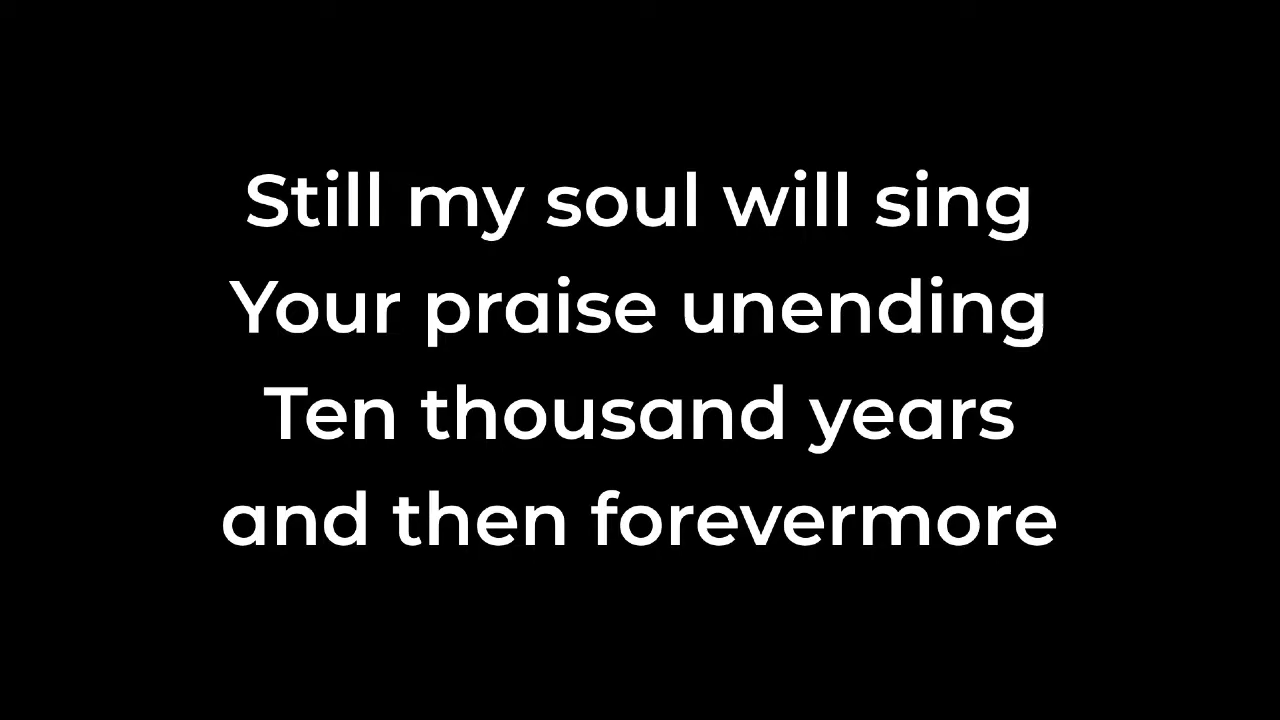 Still my soul will sing
Your praise unending
Ten thousand years
and then forevermore